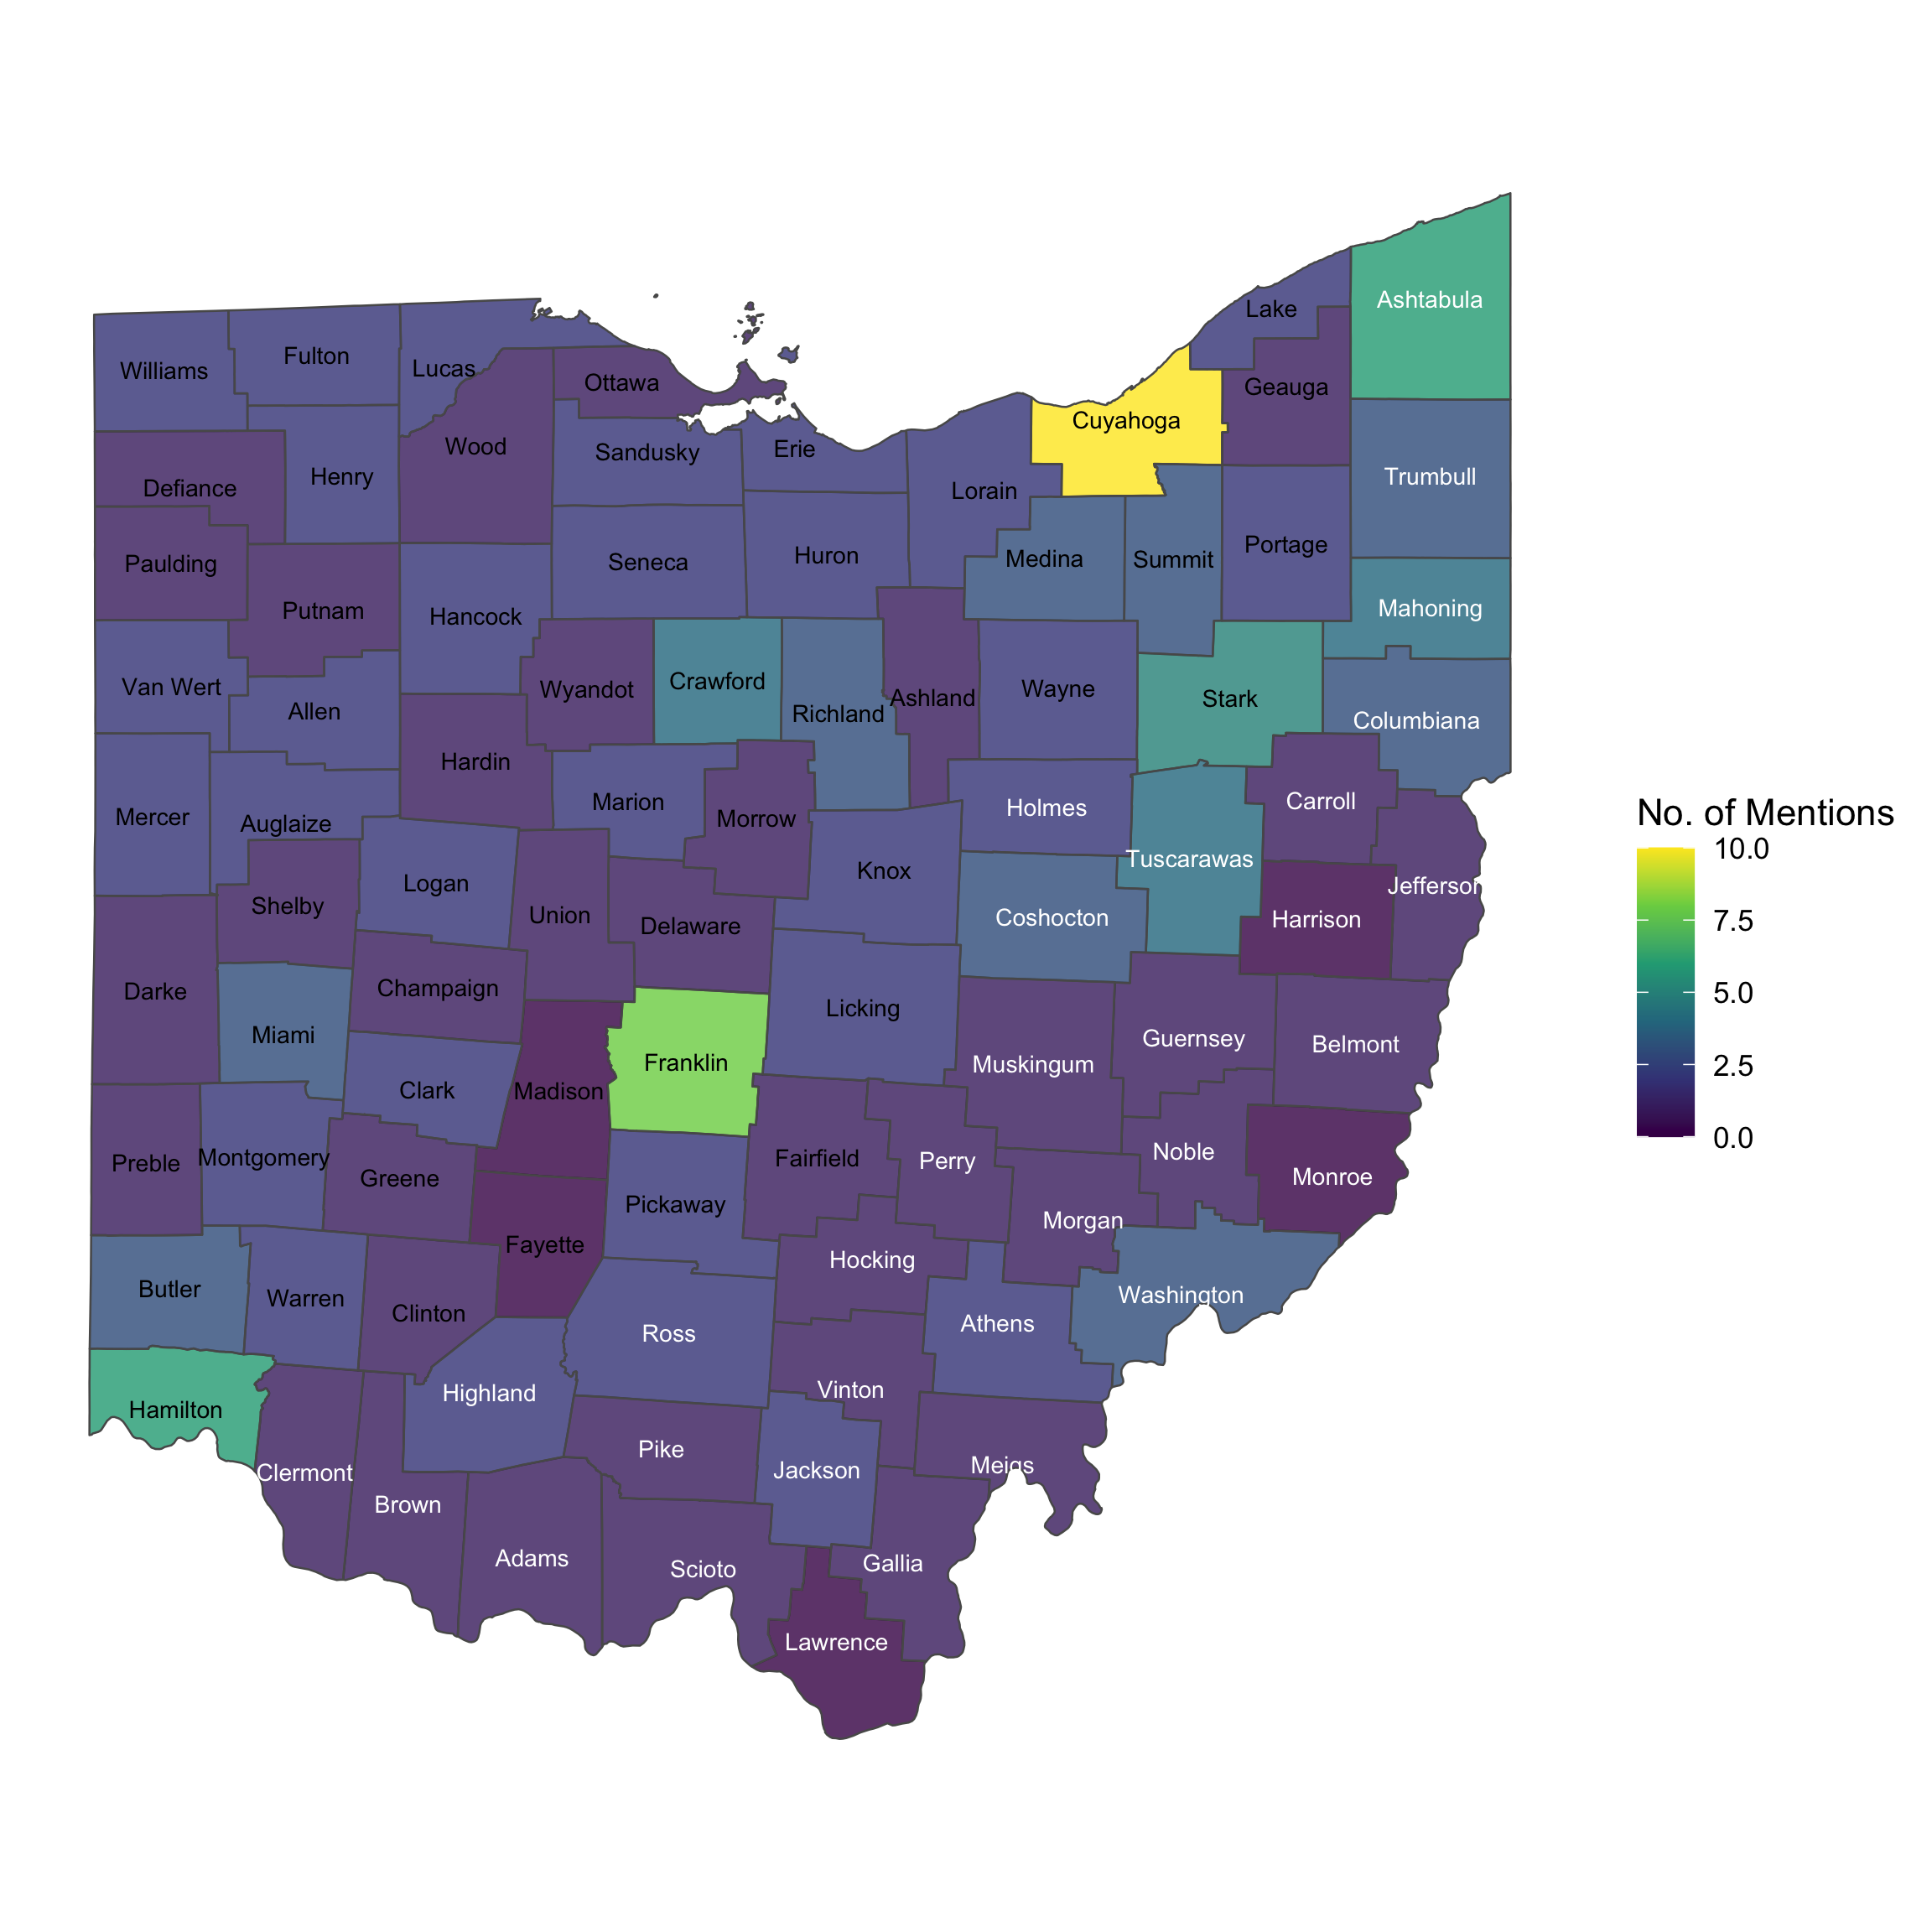 Ashtabula
Lake
Fulton
Williams
Lucas
Ottawa
Geauga
Cuyahoga
Wood
Sandusky
Erie
Trumbull
Henry
Defiance
Lorain
Portage
Huron
Medina
Summit
Seneca
Paulding
Mahoning
Putnam
Hancock
Crawford
Van Wert
Wyandot
Wayne
Ashland
Stark
Allen
Richland
Columbiana
Hardin
Marion
Carroll
Holmes
No. of Mentions
Mercer
Auglaize
Morrow
10.0
Tuscarawas
Knox
Logan
Jefferson
Shelby
Union
Coshocton
Harrison
7.5
Delaware
Darke
Champaign
5.0
Licking
Miami
Guernsey
Belmont
Franklin
Muskingum
2.5
Clark
Madison
0.0
Noble
Montgomery
Fairfield
Perry
Preble
Greene
Monroe
Pickaway
Morgan
Fayette
Hocking
Butler
Washington
Warren
Clinton
Athens
Ross
Vinton
Highland
Hamilton
Pike
Meigs
Jackson
Clermont
Brown
Adams
Gallia
Scioto
Lawrence